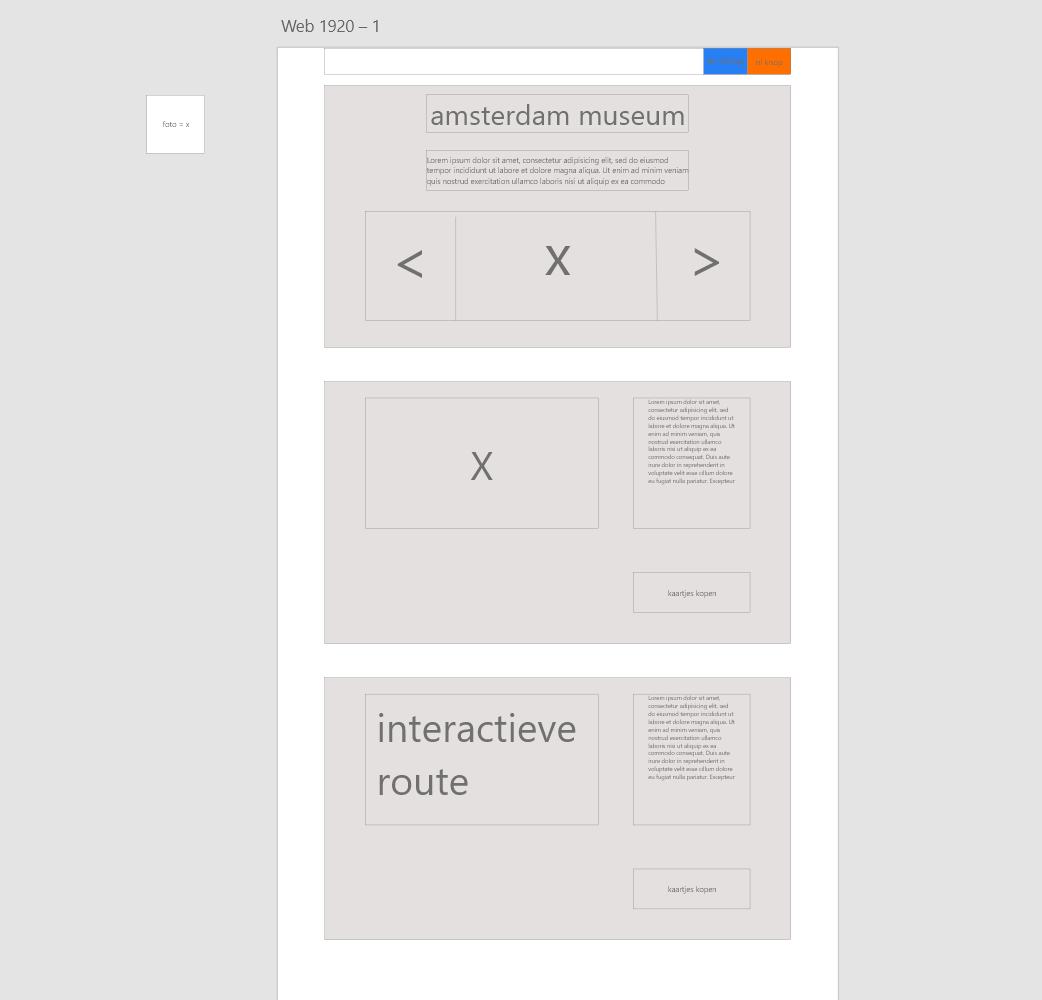 Web 1920 – 1
nl knop
foto = x
amsterdam museum
Lorem ipsum dolor sit amet, consectetur adipisicing elit, sed do eiusmod
tempor incididunt ut labore et dolore magna aliqua. Ut enim ad minim veniam
quis nostrud exercitation ullamco laboris nisi ut aliquip ex ea commodo
< X >
X
Lorem ipsum dolor sit amet,
consectetur adipisicing elit, sed
do eiusmod tempor incididunt ut
labore et dolore magna aliqua. Ut
enim ad minim veniam, quis
nostrud exercitation ullamco
laboris nisi ut aliquip ex ea
commodo consequat. Duis aute
irure dolor in reprehenderit in
voluptate velit esse cillum dolore
eu fugiat nulla pariatur. Excepteur
kaartjes kopen
interactieve
route
Lorem ipsum dolor sit amet,
consectetur adipisicing elit, sed
do eiusmod tempor incididunt ut
labore et dolore magna aliqua. Ut
enim ad minim veniam, quis
nostrud exercitation ullamco
laboris nisi ut aliquip ex ea
commodo consequat. Duis aute
irure dolor in reprehenderit in
voluptate velit esse cillum dolore
eu fugiat nulla pariatur. Excepteur
kaartjes kopen